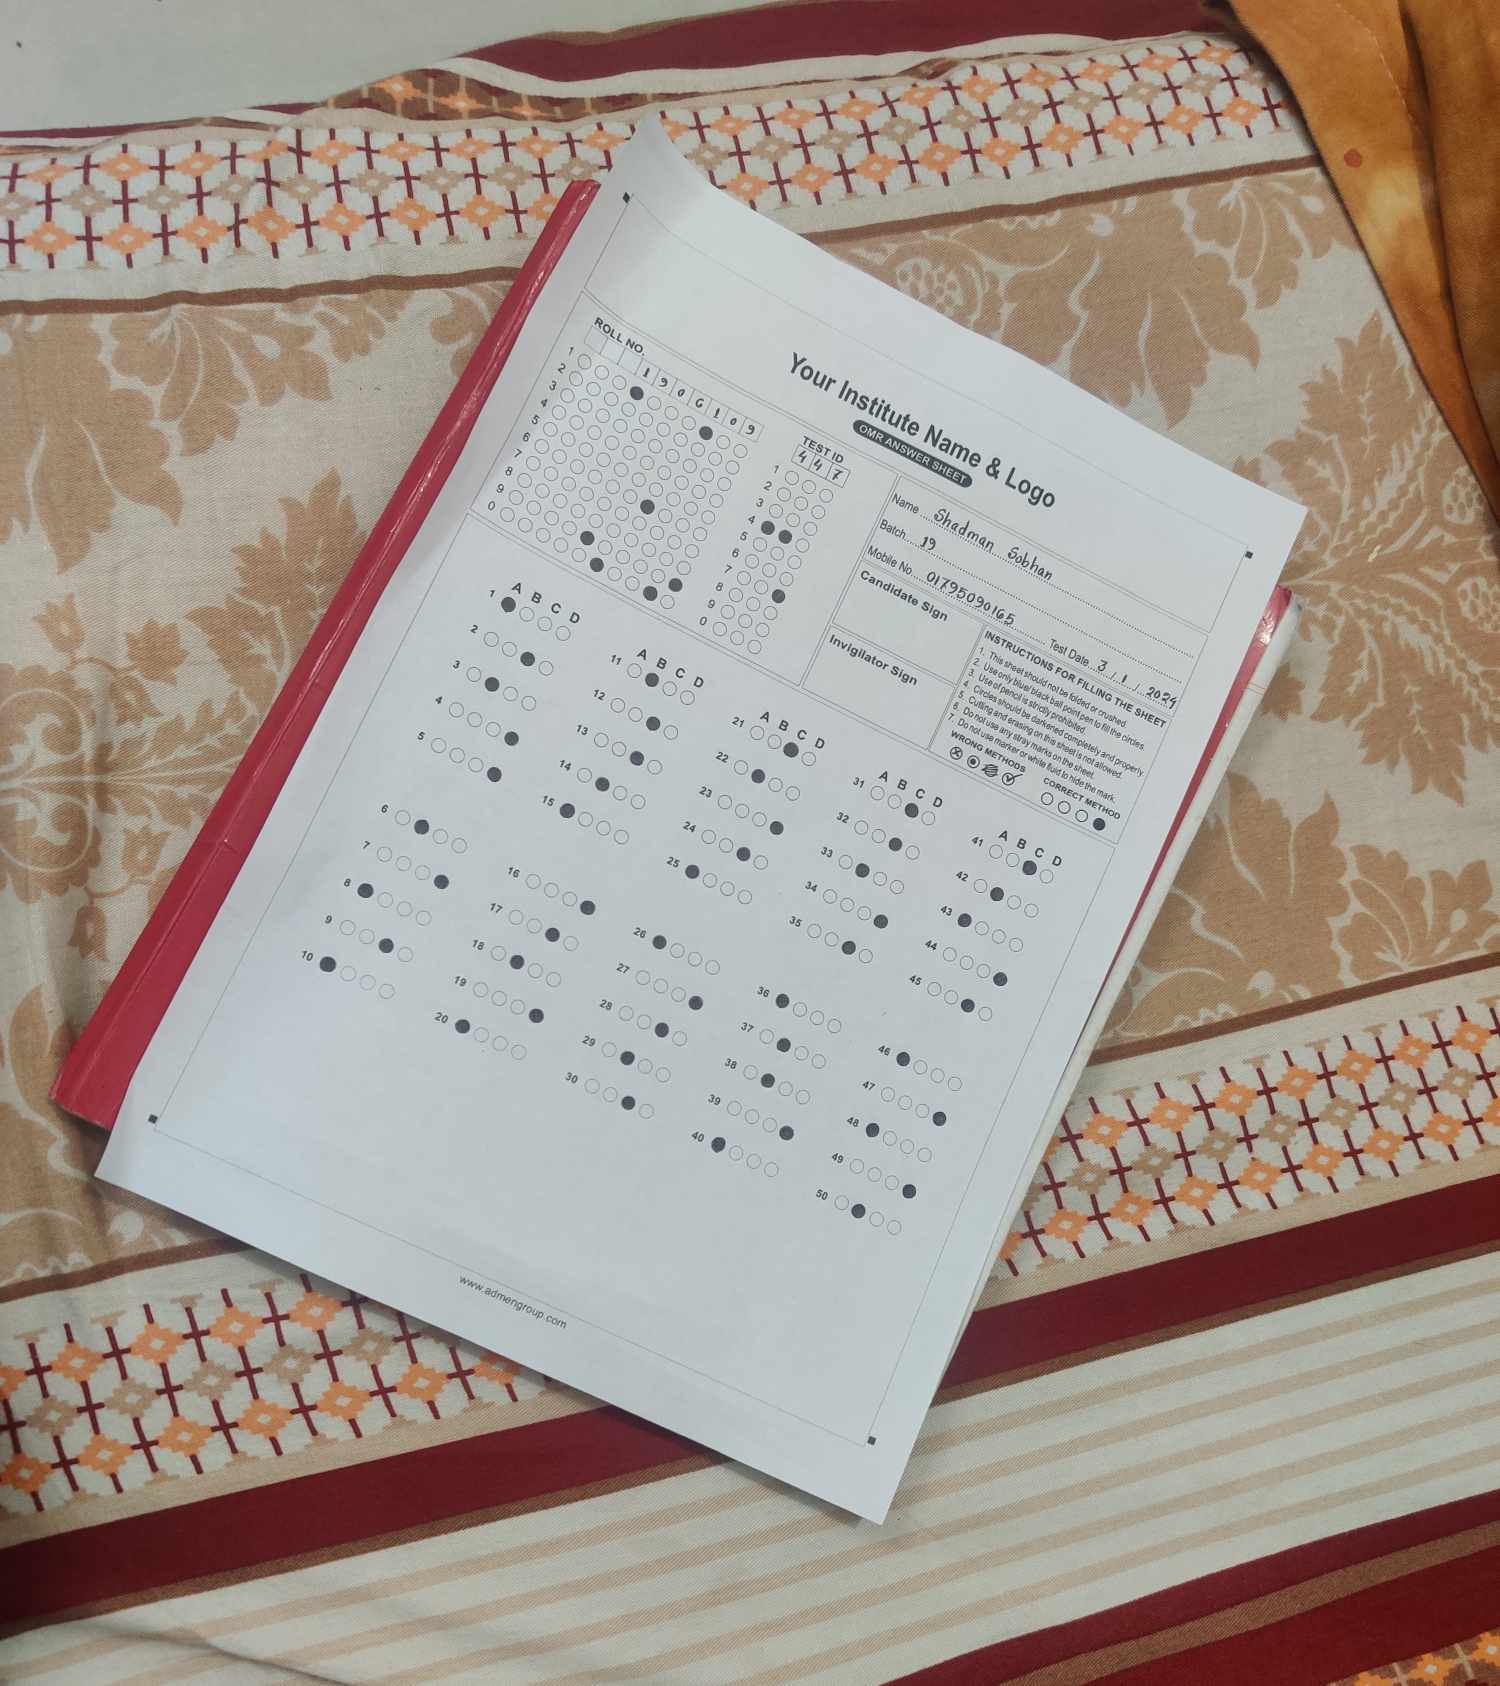 Your Institute Name & Logo
OMR ANSWER SHEET
ROLL NO.
1 9 0 6 1 0 9
1
2
3
4
5
6
7
8
9
0
TEST ID
4 4 7
1
2
3
4
5
6
7
8
9
0
Name Shadman Sobhan
Batch 19
Mobile No. 01795090165 Test Date 3/1/2024
Candidate Sign
Invigilator Sign
INSTRUCTIONS FOR FILLING THE SHEET
1. This sheet should not be folded or crushed.
2. Use only blue/ black ball point pen to fill the circles.
3. Use of pencil is strictly prohibited.
4. Circles should be darkened completely and properly.
5. Cutting and erasing on this sheet is not allowed.
6. Do not use any stray marks on the sheet.
7. Do not use marker or white fluid to hide the mark.
WRONG METHODS CORRECT METHOD
A B C D
1
2
3
4
5
6
7
8
9
10
A B C D
11
12
13
14
15
16
17
18
19
20
A B C D
21
22
23
24
25
26
27
28
29
30
A B C D
31
32
33
34
35
36
37
38
39
40
A B C D
41
42
43
44
45
46
47
48
49
50
www.admengroup.com